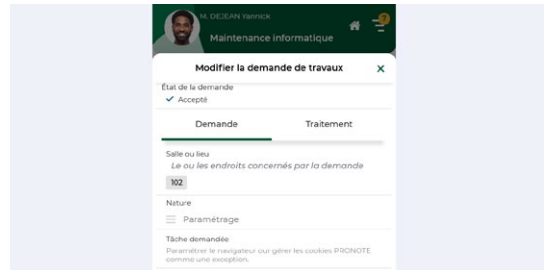 M. DEJEAN Yannick
7
Maintenance informatique
Modifier la demande de travaux
État de la demande
Accepté
Demande Traitement
Salle ou lieu
Le ou les endroits concernés par la demande
102
Nature
Paramétrage
Tâche demandée
Paramétrer le navigateur our gérer les cookies PRONOTE
comme une exception.